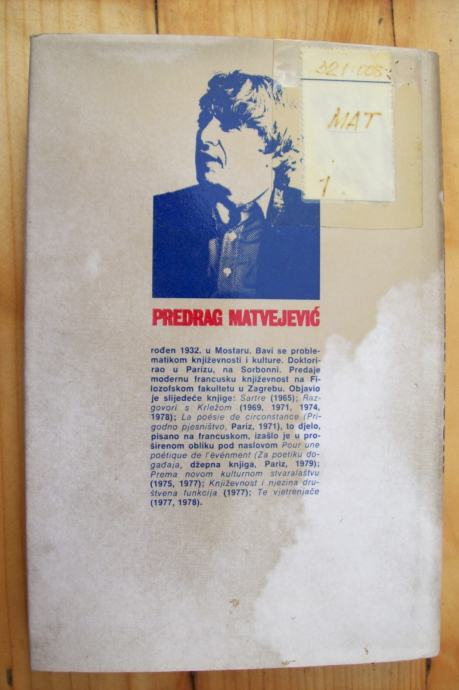 321.008
MAT
1
PREDRAG MATVEJEVIĆ
rođen 1932. u Mostaru. Bavi se proble-
matikom književnosti i kulture. Doktori-
rao u Parizu, na Sorbonni. Predaje
modernu francusku književnost na Fi-
lozofskom fakultetu u Zagrebu. Objavio
je slijedeće knjige: Sartre (1965); Raz-
govori s Krležom (1969, 1971, 1974,
1978); La poésie de circonstance (Pri-
godno pjesništvo, Pariz, 1971), to djelo,
pisano na francuskom, izašlo je u pro-
širenom obliku pod naslovom Pour une
poétique de l'événment (Za poetiku do-
gađaja, džepna knjiga, Pariz, 1979);
Prema novom kulturnom stvaralaštvu
(1975, 1977); Književnost i njezina dru-
štvena funkcija (1977); Te vjetrenjače
(1977, 1978).